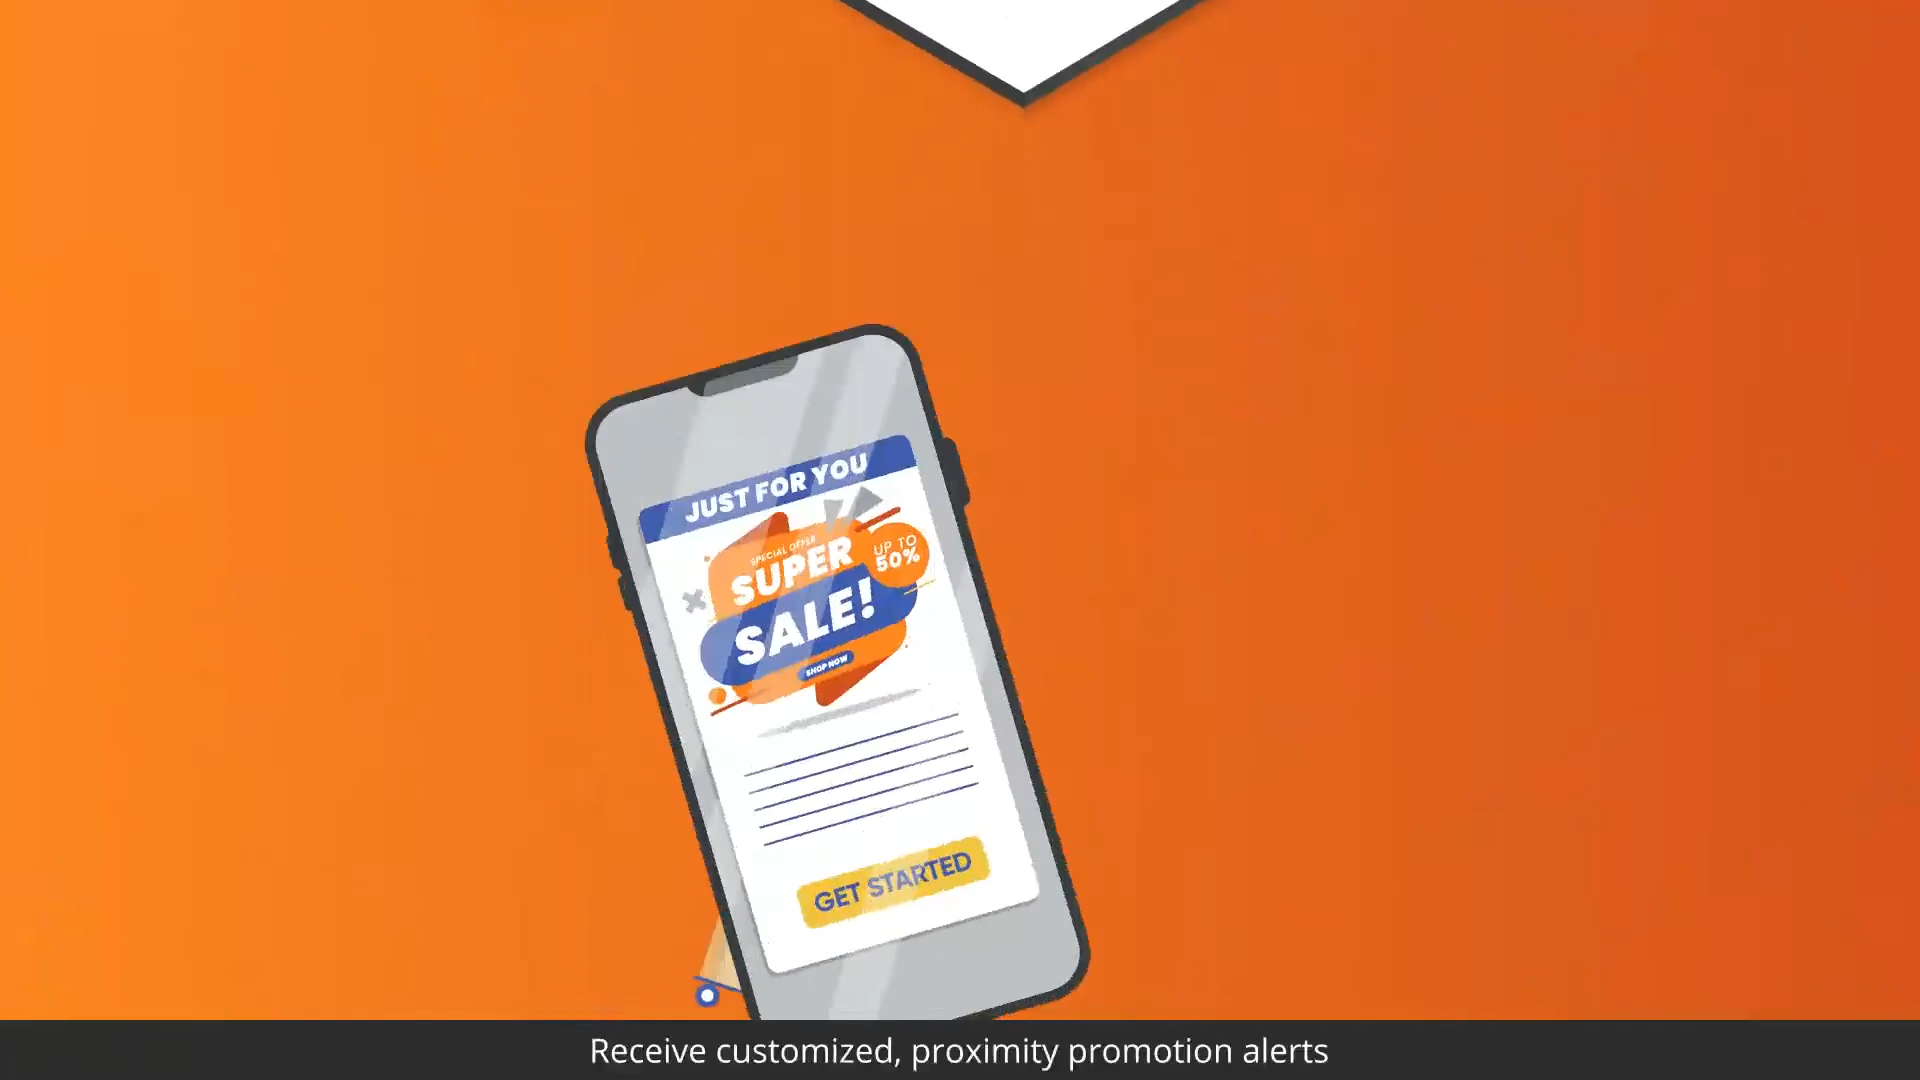 JUST FOR YOU
SPECIAL OFFER
SUPER
UP TO
50%
SALE!
SHOP NOW
GET STARTED
Receive customized, proximity promotion alerts